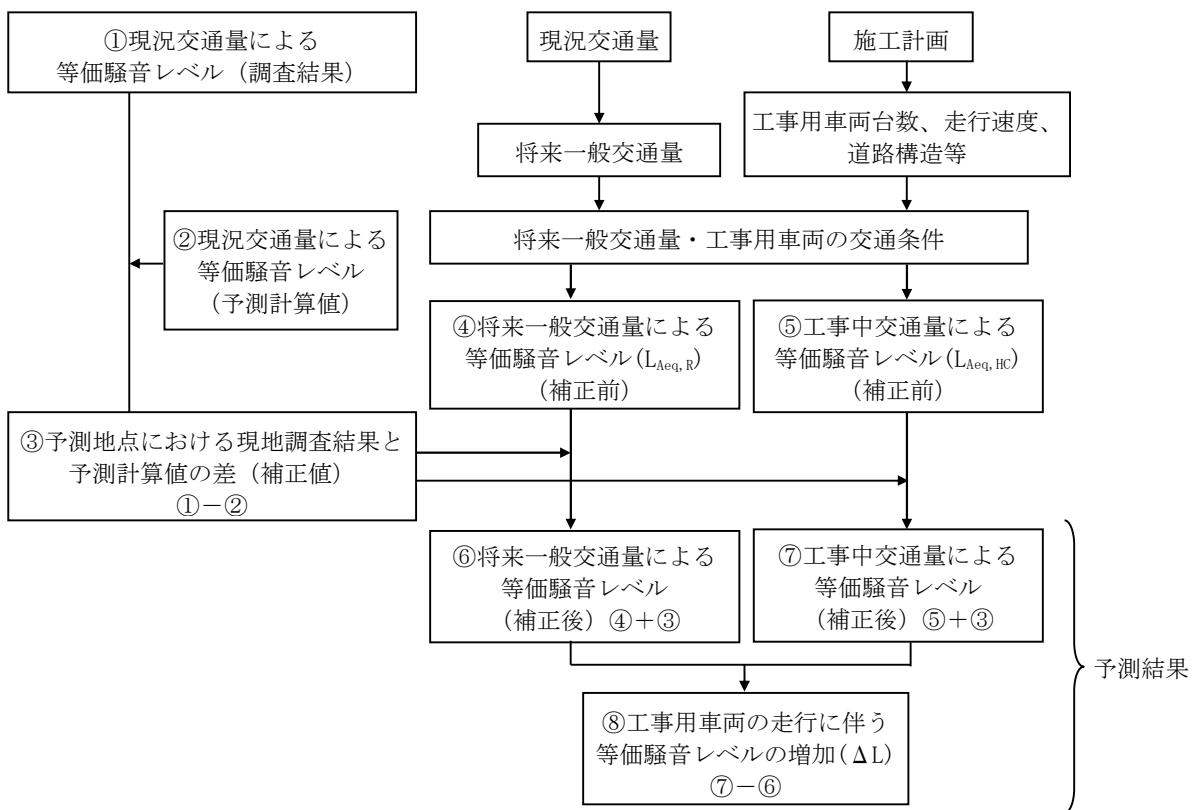 ①現況交通量による
等価騒音レベル（調査結果）
現況交通量
施工計画
将来一般交通量
工事用車両台数、走行速度、
道路構造等
②現況交通量による
等価騒音レベル
（予測計算値）
将来一般交通量・工事用車両の交通条件
④将来一般交通量による
等価騒音レベル(LAeq,R)
（補正前）
⑤工事中交通量による
等価騒音レベル(LAeq,HC)
（補正前）
③予測地点における現地調査結果と
予測計算値の差（補正値）
①－②
⑥将来一般交通量による
等価騒音レベル
（補正後）④＋③
⑦工事中交通量による
等価騒音レベル
（補正後）⑤＋③
予測結果
⑧工事用車両の走行に伴う
等価騒音レベルの増加(ΔL)
⑦－⑥